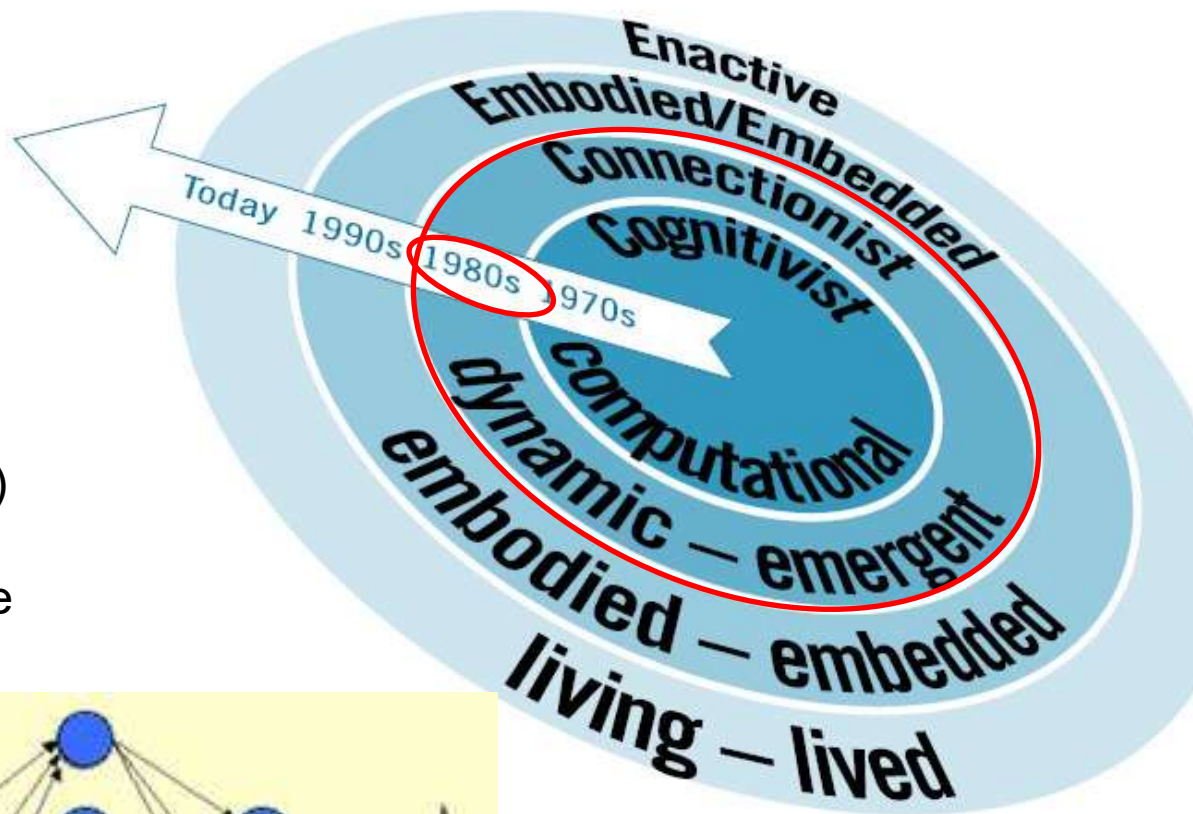 Enactive
Embodied/Embedded
Connectionist
Cognitivist
Today 1990s 1980s 1970s
computational
dynamic – emergent
embodied – embedded
living – lived
)
e